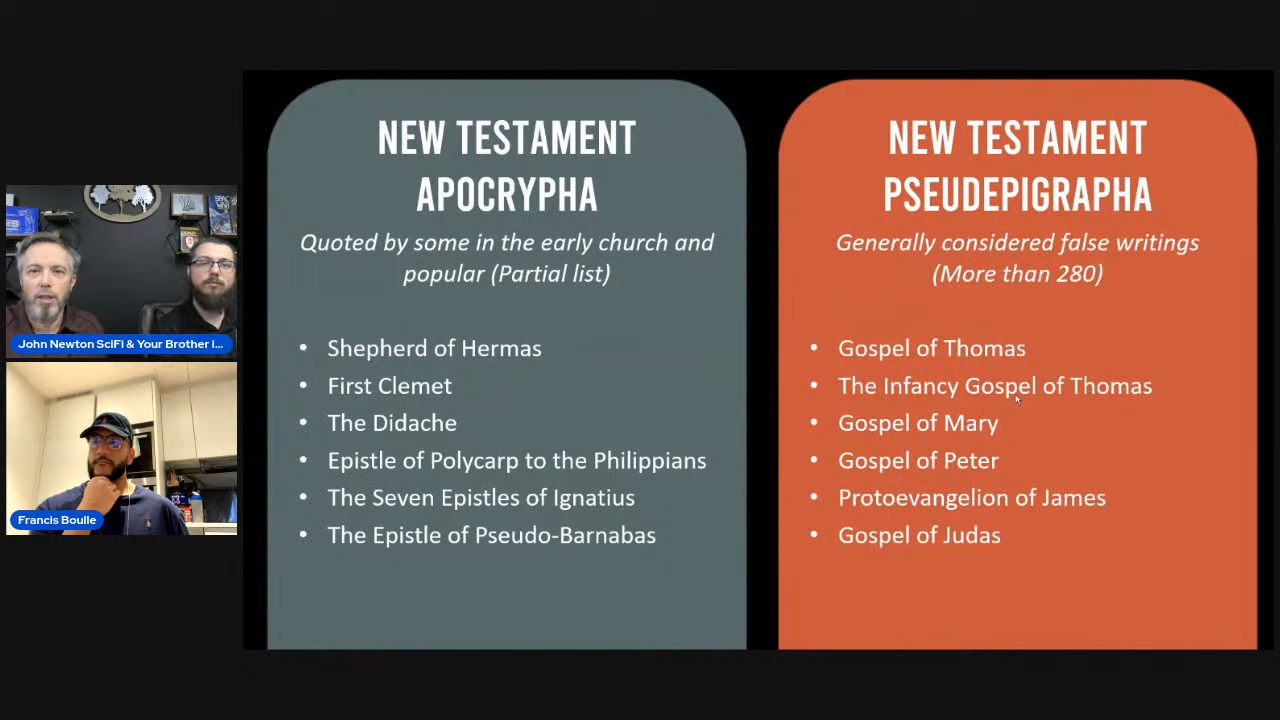 NEW TESTAMENT
APOCRYPHA
Quoted by some in the early church and
popular (Partial list)
• Shepherd of Hermas
• First Clemet
• The Didache
• Epistle of Polycarp to the Philippians
• The Seven Epistles of Ignatius
• The Epistle of Pseudo-Barnabas
NEW TESTAMENT
PSEUDEPIGRAPHA
Generally considered false writings
(More than 280)
• Gospel of Thomas
• The Infancy Gospel of Thomas
• Gospel of Mary
• Gospel of Peter
• Protoevangelion of James
• Gospel of Judas
John Newton SciFi & Your Brother i...
Francis Boulle